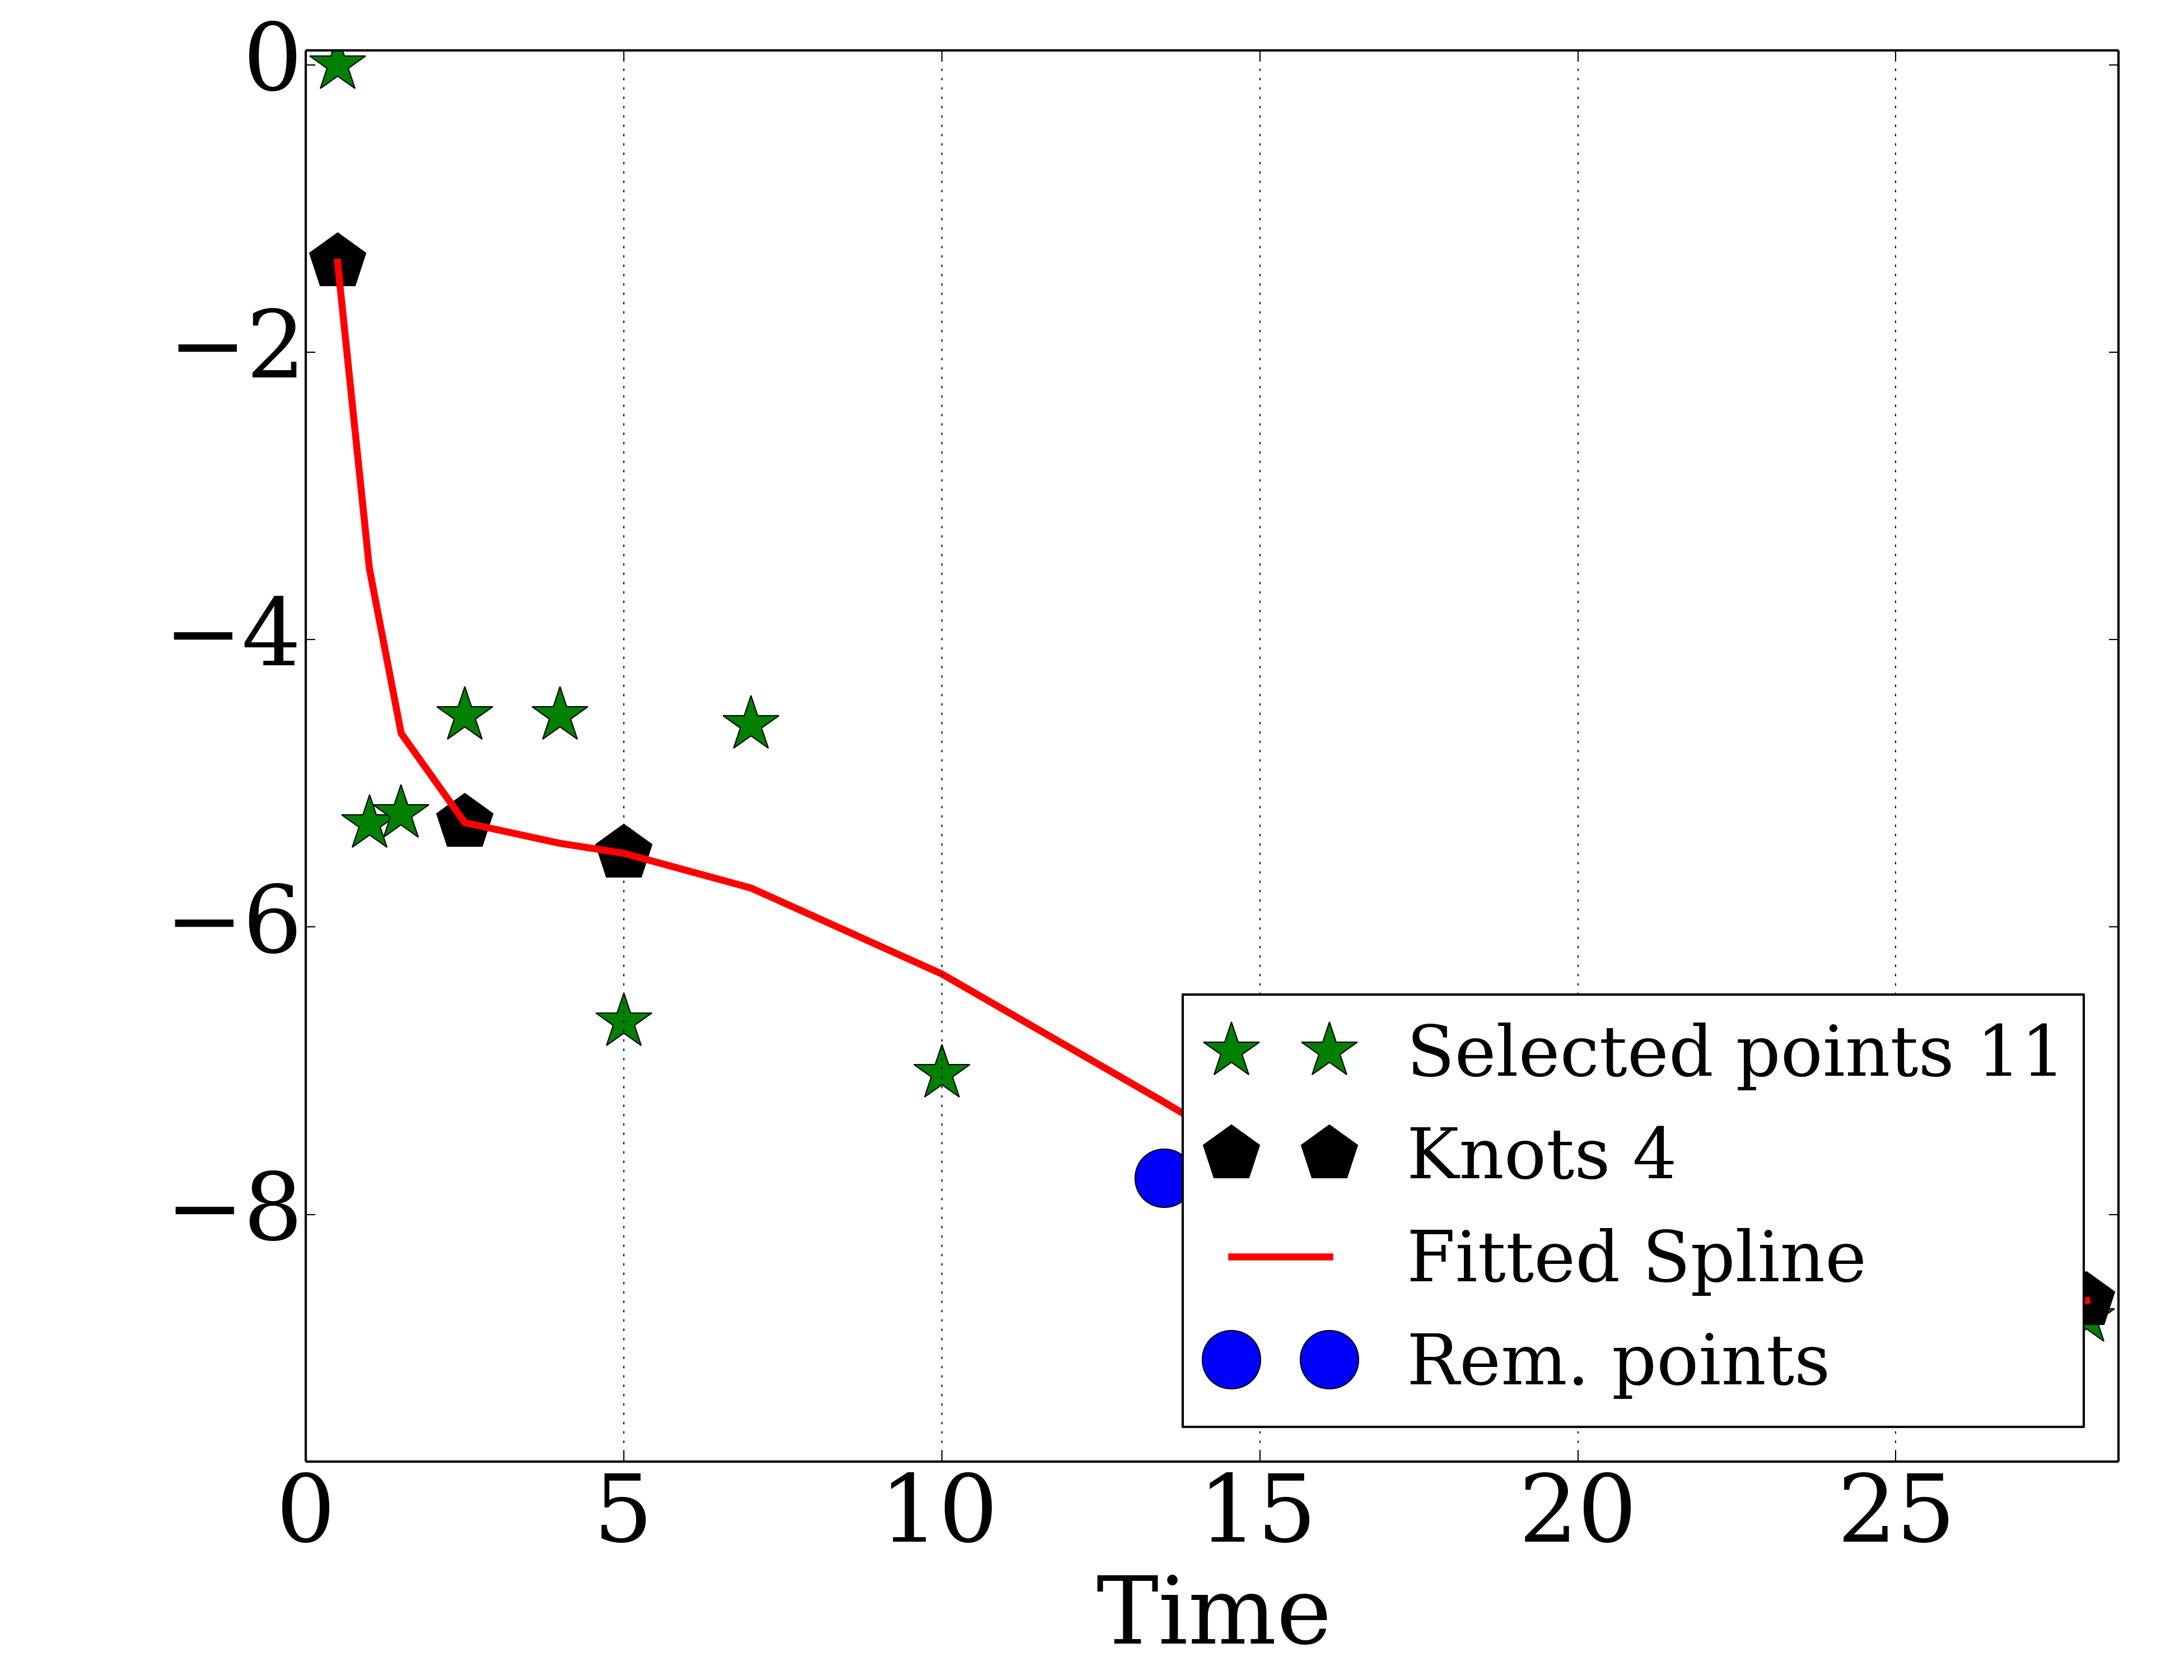 0
−2
−4
−6
−8
Selected points 11
Knots 4
Fitted Spline
Rem. points
0 5 10 15 20 25
Time